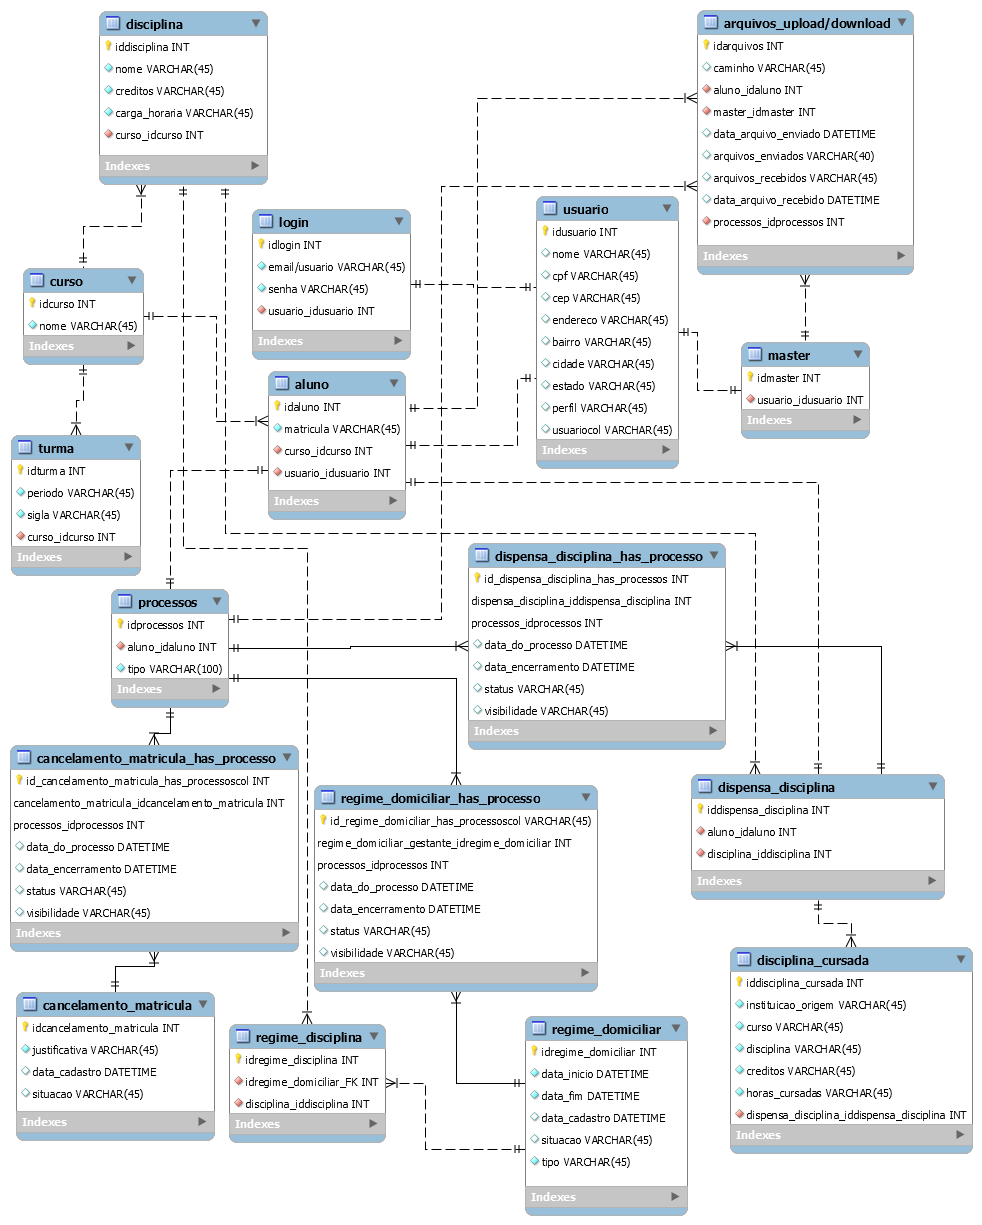 disciplina
iddisciplina INT
nome VARCHAR(45)
creditos VARCHAR(45)
carga_horaria VARCHAR(45)
curso_idcurso INT
Indexes
arquivos_upload/download
idarquivos INT
caminho VARCHAR(45)
aluno_idaluno INT
master_idmaster INT
data_arquivo_enviado DATETIME
arquivos_enviados VARCHAR(40)
arquivos_recebidos VARCHAR(45)
data_arquivo_recebido DATETIME
processos_idprocessos INT
Indexes
login
idlogin INT
email/usuario VARCHAR(45)
senha VARCHAR(45)
usuario_idusuario INT
Indexes
usuario
idusuario INT
nome VARCHAR(45)
cpf VARCHAR(45)
cep VARCHAR(45)
endereco VARCHAR(45)
bairro VARCHAR(45)
cidade VARCHAR(45)
estado VARCHAR(45)
perfil VARCHAR(45)
usuariocol VARCHAR(45)
Indexes
curso
idcurso INT
nome VARCHAR(45)
Indexes
master
idmaster INT
usuario_idusuario INT
Indexes
aluno
idaluno INT
matricula VARCHAR(45)
curso_idcurso INT
usuario_idusuario INT
Indexes
turma
idturma INT
periodo VARCHAR(45)
sigla VARCHAR(45)
curso_idcurso INT
Indexes
dispensa_disciplina_has_processo
id_dispensa_disciplina_has_processos INT
dispensa_disciplina_iddispensa_disciplina INT
processos_idprocessos INT
data_do_processo DATETIME
data_encerramento DATETIME
status VARCHAR(45)
visibilidade VARCHAR(45)
Indexes
processos
idprocessos INT
aluno_idaluno INT
tipo VARCHAR(100)
Indexes
cancelamento_matricula_has_processo
id_cancelamento_matricula_has_processoscol INT
cancelamento_matricula_idcancelamento_matricula INT
processos_idprocessos INT
data_do_processo DATETIME
data_encerramento DATETIME
status VARCHAR(45)
visibilidade VARCHAR(45)
Indexes
regime_domiciliar_has_processo
id_regime_domiciliar_has_processoscol VARCHAR(45)
regime_domiciliar_gestante_idregime_domiciliar INT
processos_idprocessos INT
data_do_processo DATETIME
data_encerramento DATETIME
status VARCHAR(45)
visibilidade VARCHAR(45)
Indexes
dispensa_disciplina
iddispensa_disciplina INT
aluno_idaluno INT
disciplina_iddisciplina INT
Indexes
disciplina_cursada
iddisciplina_cursada INT
instituicao_origem VARCHAR(45)
curso VARCHAR(45)
disciplina VARCHAR(45)
creditos VARCHAR(45)
horas_cursadas VARCHAR(45)
dispensa_disciplina_iddispensa_disciplina INT
Indexes
cancelamento_matricula
idcancelamento_matricula INT
justificativa VARCHAR(45)
data_cadastro DATETIME
situacao VARCHAR(45)
Indexes
regime_disciplina
idregime_disciplina INT
idregime_domiciliar_FK INT
disciplina_iddisciplina INT
Indexes
regime_domiciliar
idregime_domiciliar INT
data_inicio DATETIME
data_fim DATETIME
data_cadastro DATETIME
situacao VARCHAR(45)
tipo VARCHAR(45)
Indexes